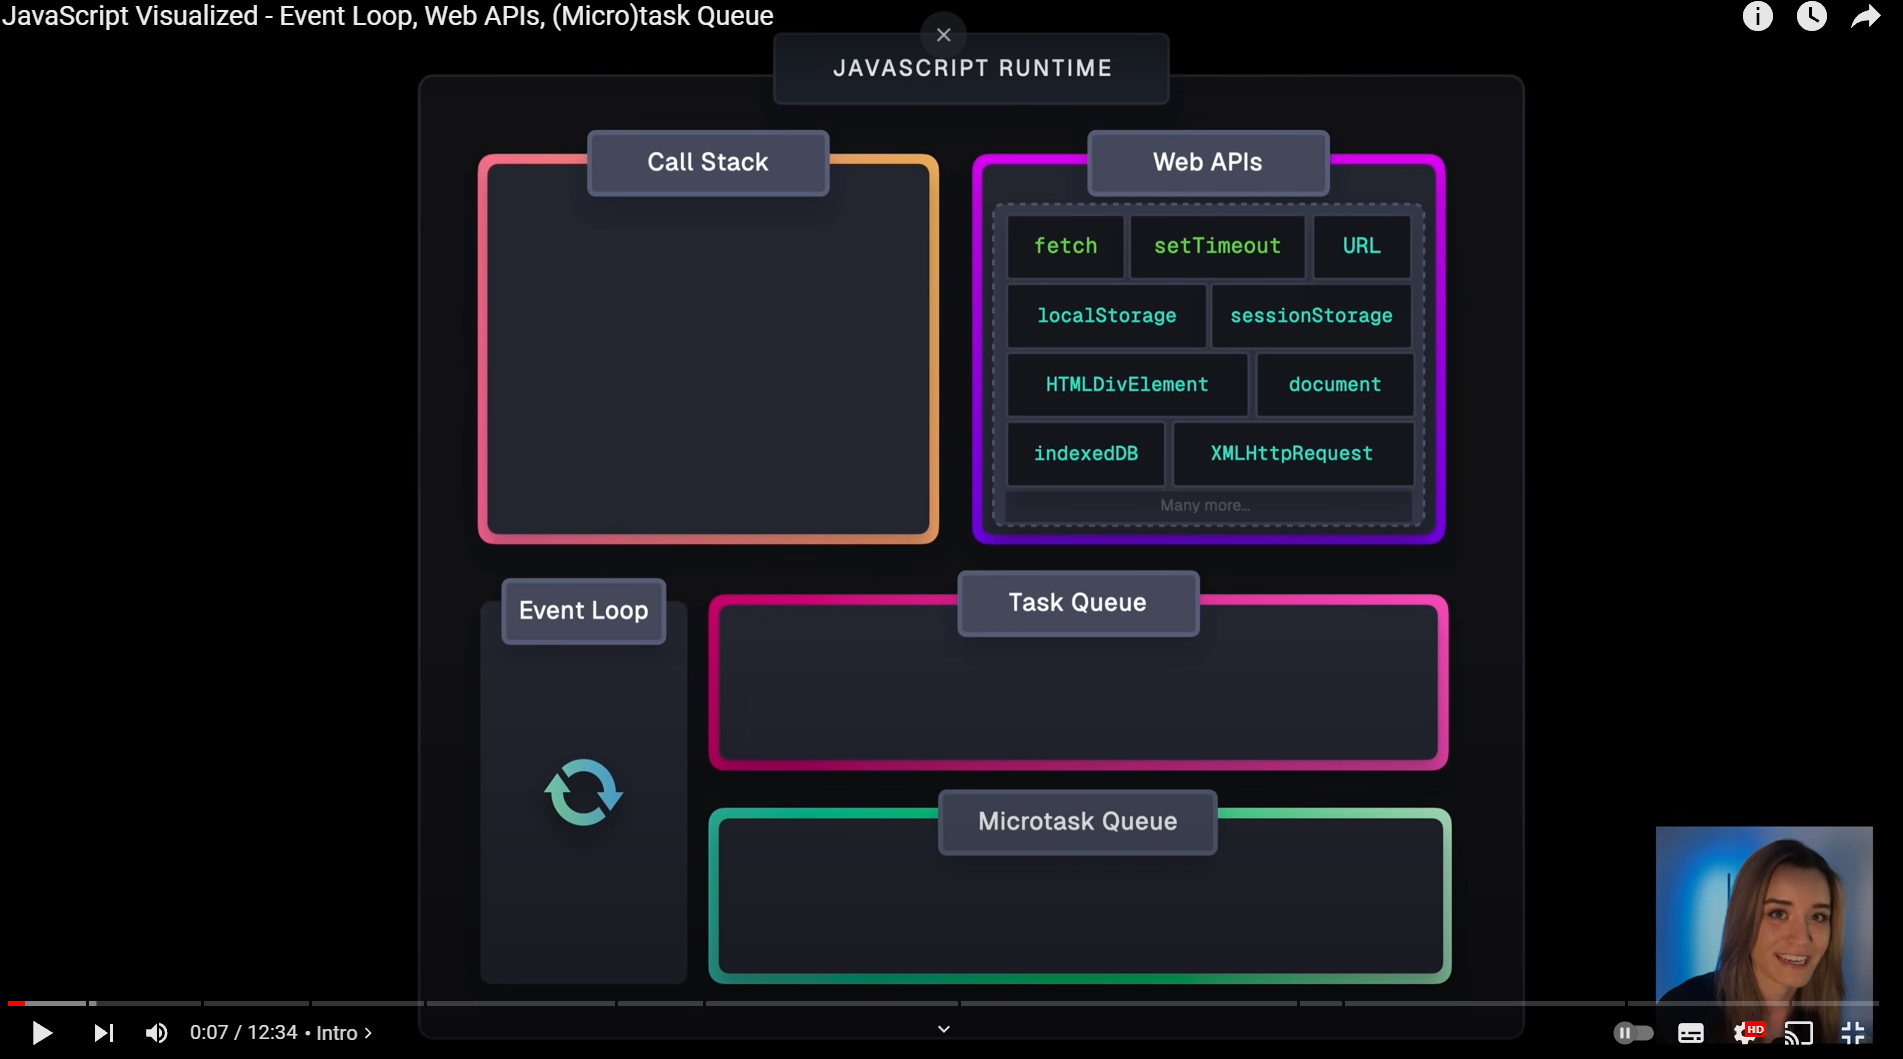 JavaScript Visualized - Event Loop, Web APIs, (Micro)task Queue
JAVASCRIPT RUNTIME
Call Stack
Web APIs
fetch
setTimeout
URL
localStorage
sessionStorage
HTMLDivElement
document
indexedDB
XMLHttpRequest
Many more...
Event Loop
Task Queue
Microtask Queue
0:07 / 12:34 • Intro
HD